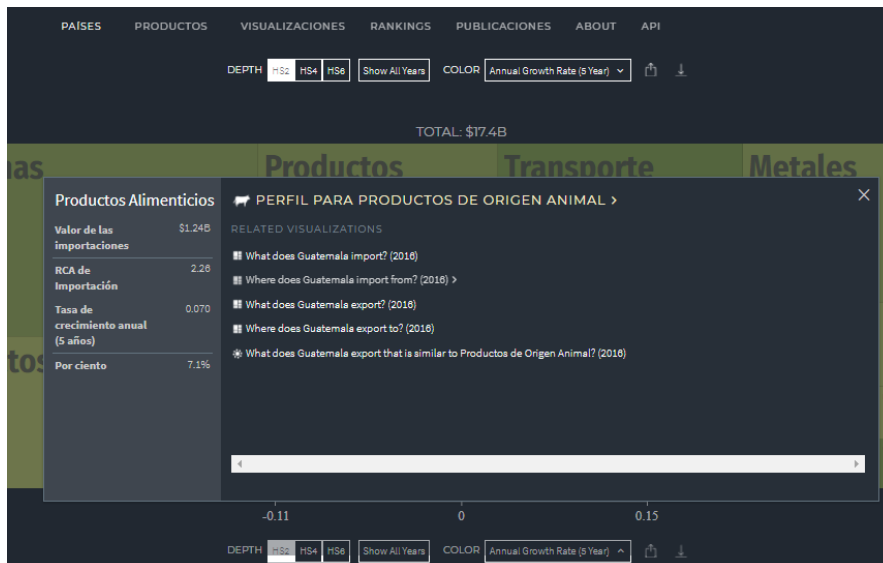 PAÍSES PRODUCTOS VISUALIZACIONES RANKINGS PUBLICACIONES ABOUT API
DEPTH HS2 HS4 HS6 Show All Years COLOR Annual Growth Rate (5 Year)
TOTAL: $17.4B
nas Productos Transporte Metales
Productos Alimenticios
Valor de las importaciones $1.24B
RCA de Importación 2.26
Tasa de crecimiento anual (5 años) 0.070
Por ciento 7.1%
PERFIL PARA PRODUCTOS DE ORIGEN ANIMAL >
RELATED VISUALIZATIONS
What does Guatemala import? (2016)
Where does Guatemala import from? (2016) >
What does Guatemala export? (2016)
Where does Guatemala export to? (2016)
What does Guatemala export that is similar to Productos de Origen Animal? (2016)
tos
-0.11 0 0.15
DEPTH HS2 HS4 HS6 Show All Years COLOR Annual Growth Rate (5 Year)